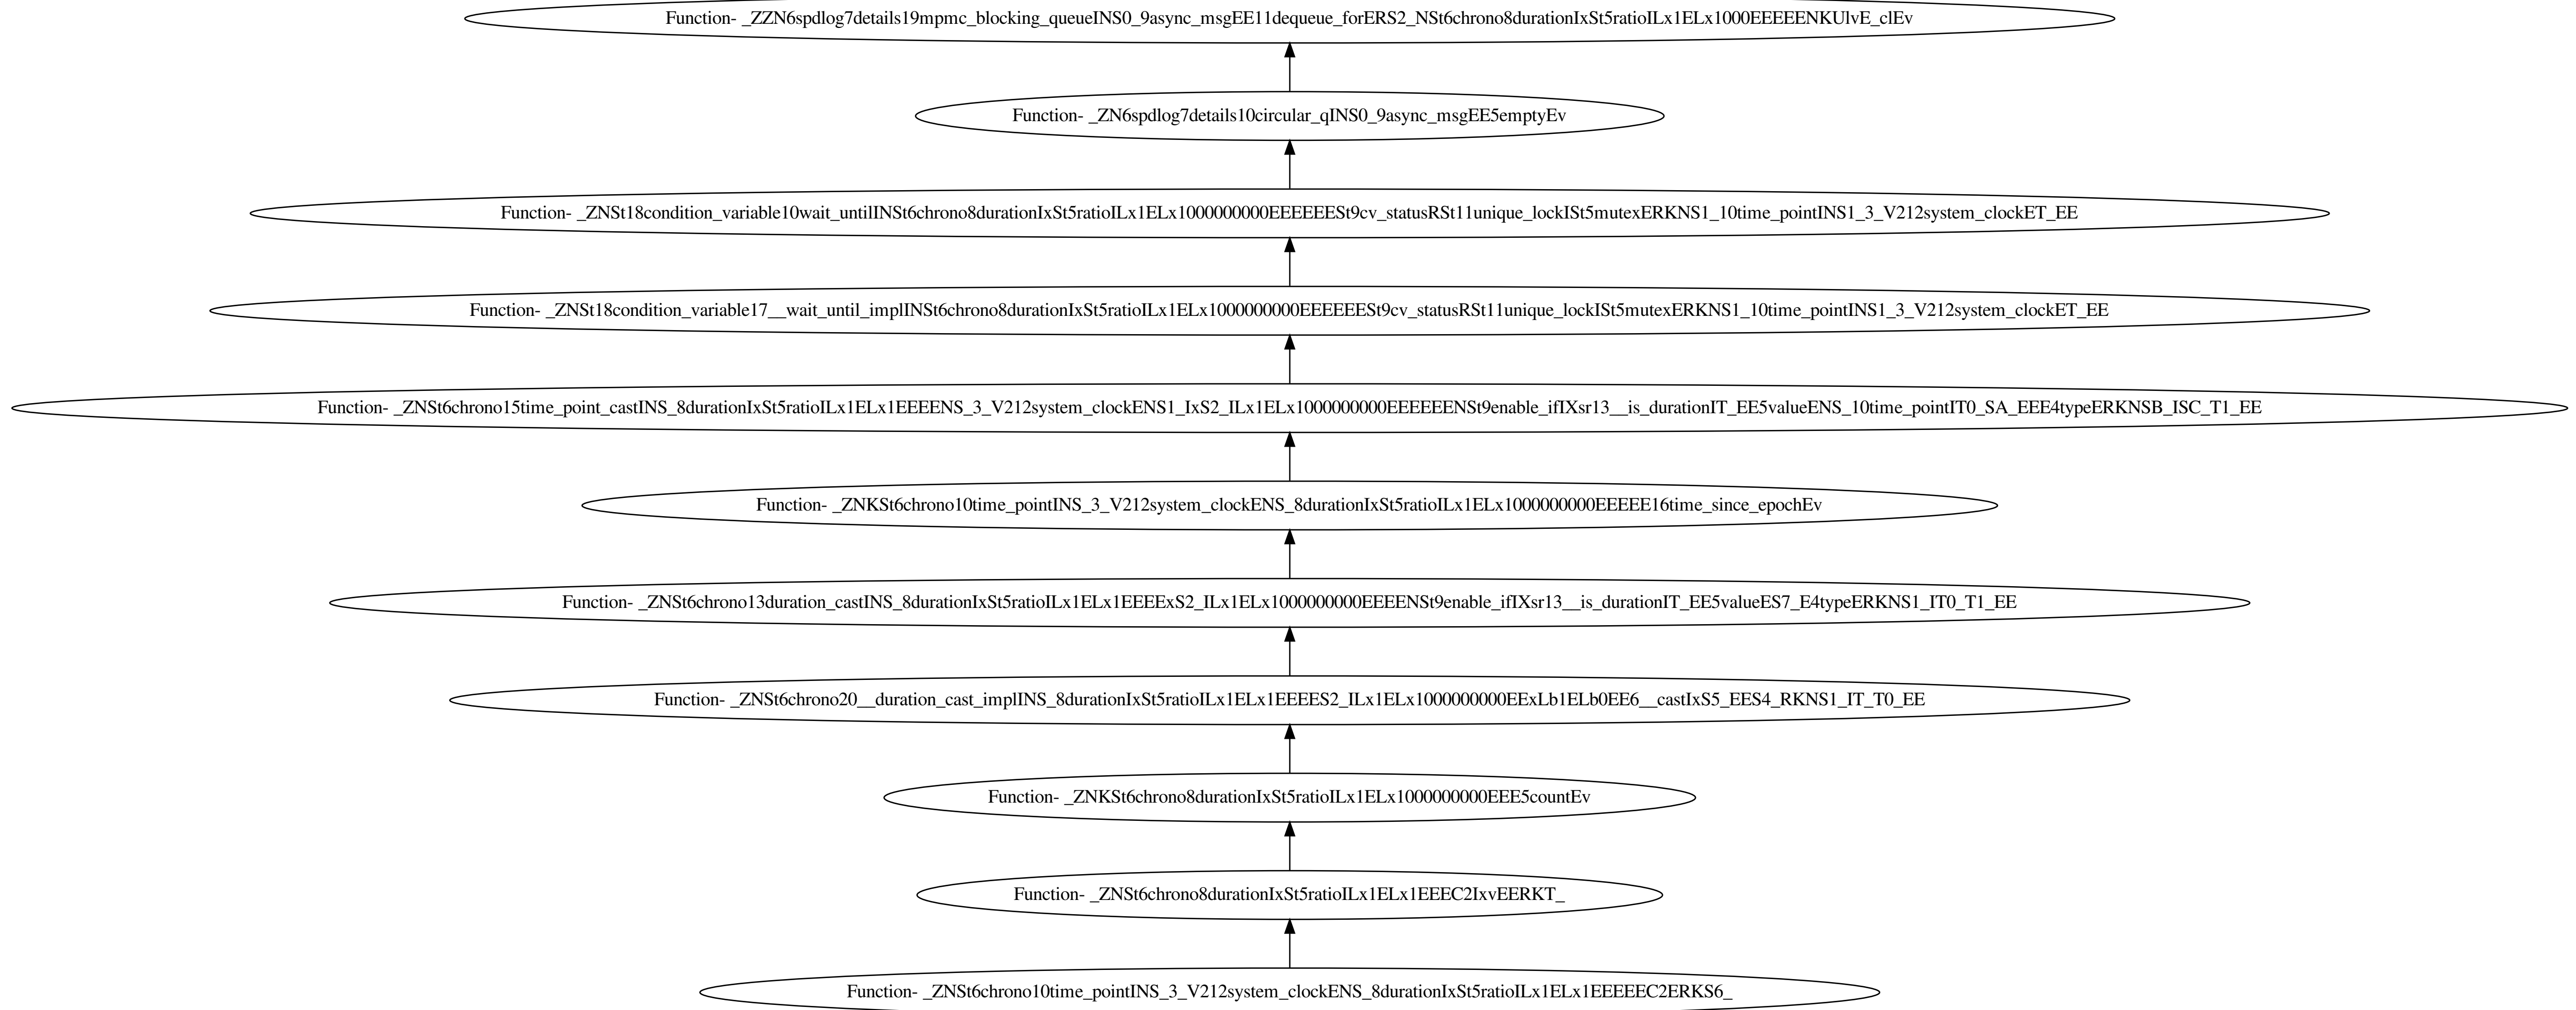 Function- _ZZN6spdlog7details19mpmc_blocking_queueINS0_9async_msgEE11dequeue_forERS2_NSt6chrono8durationIxSt5ratioILx1ELx1000EEEEENKUlvE_clEv
Function- _ZN6spdlog7details10circular_qINS0_9async_msgEE5emptyEv
Function- _ZNSt18condition_variable10wait_untilINSt6chrono8durationIxSt5ratioILx1ELx1000000000EEEEEESt9cv_statusRSt11unique_lockISt5mutexERKNS1_10time_pointINS1_3_V212system_clockET_EE
Function- _ZNSt18condition_variable17__wait_until_implINSt6chrono8durationIxSt5ratioILx1ELx1000000000EEEEEESt9cv_statusRSt11unique_lockISt5mutexERKNS1_10time_pointINS1_3_V212system_clockET_EE
Function- _ZNSt6chrono15time_point_castINS_8durationIxSt5ratioILx1ELx1EEEENS_3_V212system_clockENS1_IxS2_ILx1ELx1000000000EEEEEENSt9enable_ifIXsr13__is_durationIT_EE5valueENS_10time_pointIT0_SA_EEE4typeERKNSB_ISC_T1_EE
Function- _ZNKSt6chrono10time_pointINS_3_V212system_clockENS_8durationIxSt5ratioILx1ELx1000000000EEEEE16time_since_epochEv
Function- _ZNSt6chrono13duration_castINS_8durationIxSt5ratioILx1ELx1EEEExS2_ILx1ELx1000000000EEEENSt9enable_ifIXsr13__is_durationIT_EE5valueES7_E4typeERKNS1_IT0_T1_EE
Function- _ZNSt6chrono20__duration_cast_implINS_8durationIxSt5ratioILx1ELx1EEEES2_ILx1ELx1000000000EExLb1ELb0EE6__castIxS5_EES4_RKNS1_IT_T0_EE
Function- _ZNKSt6chrono8durationIxSt5ratioILx1ELx1000000000EEE5countEv
Function- _ZNSt6chrono8durationIxSt5ratioILx1ELx1EEEC2IxvEERKT_
Function- _ZNSt6chrono10time_pointINS_3_V212system_clockENS_8durationIxSt5ratioILx1ELx1EEEEEC2ERKS6_